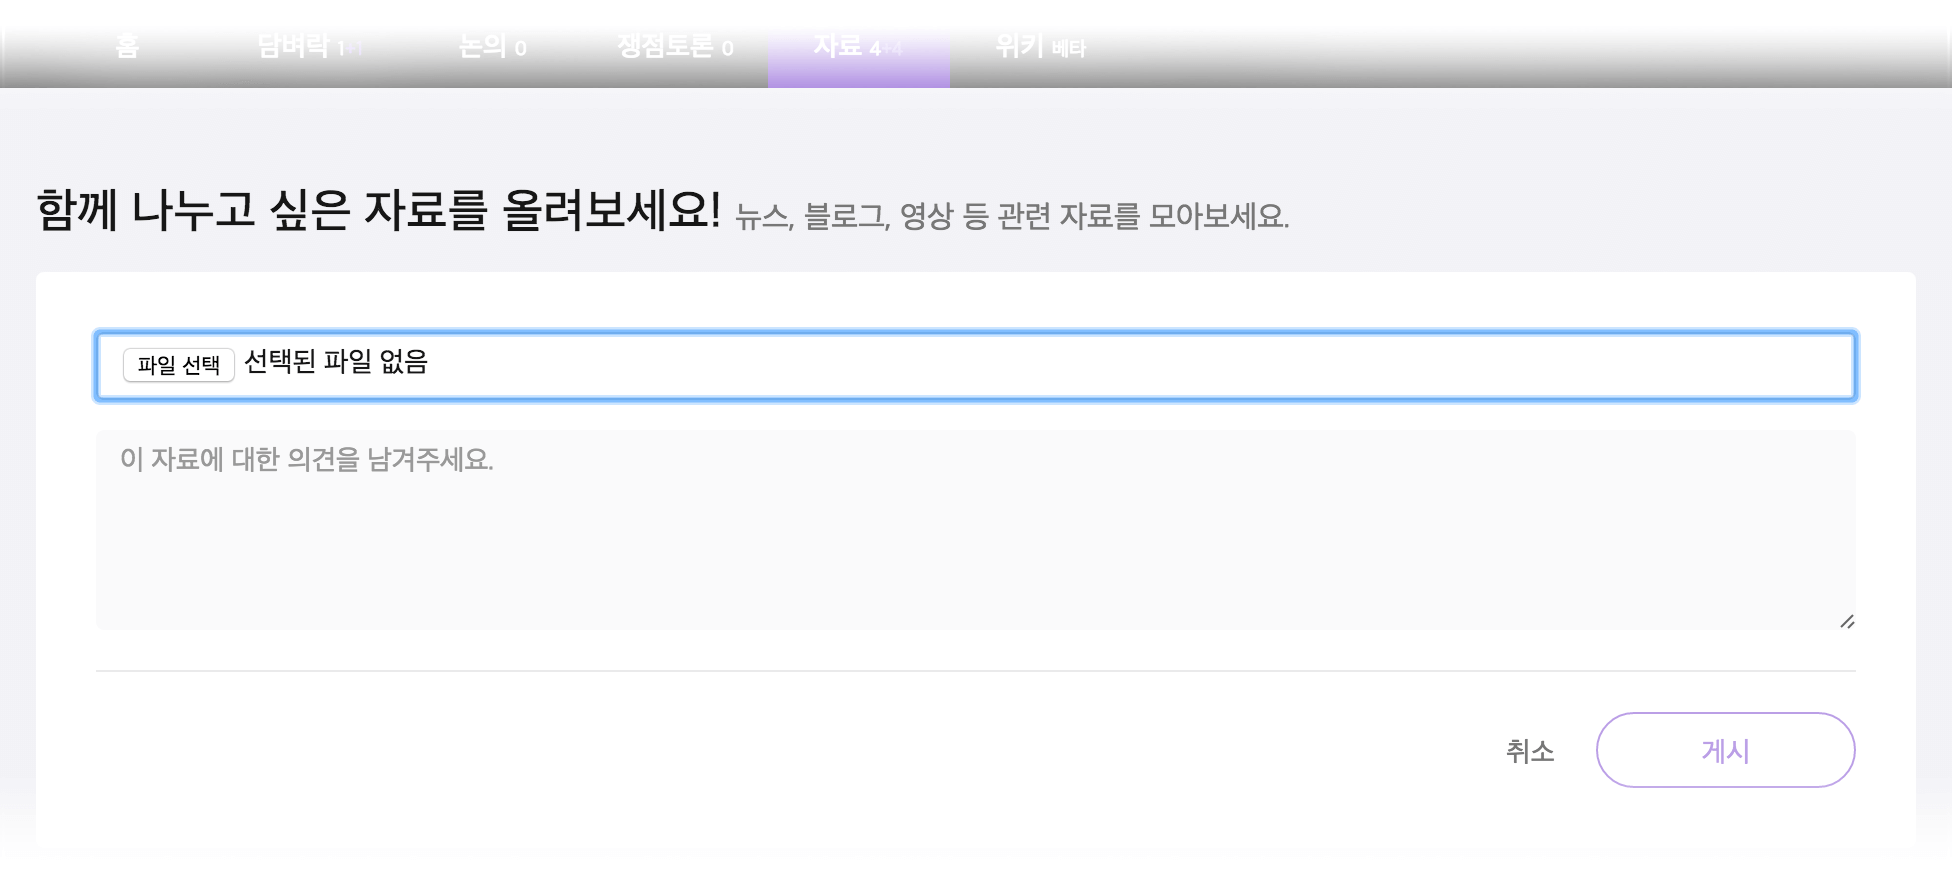 홈 담벼락 1+1 논의 0 쟁점토론 0 자료 4+4 위키 베타
함께 나누고 싶은 자료를 올려보세요! 뉴스, 블로그, 영상 등 관련 자료를 모아보세요.
파일 선택 선택된 파일 없음
이 자료에 대한 의견을 남겨주세요.
취소 게시